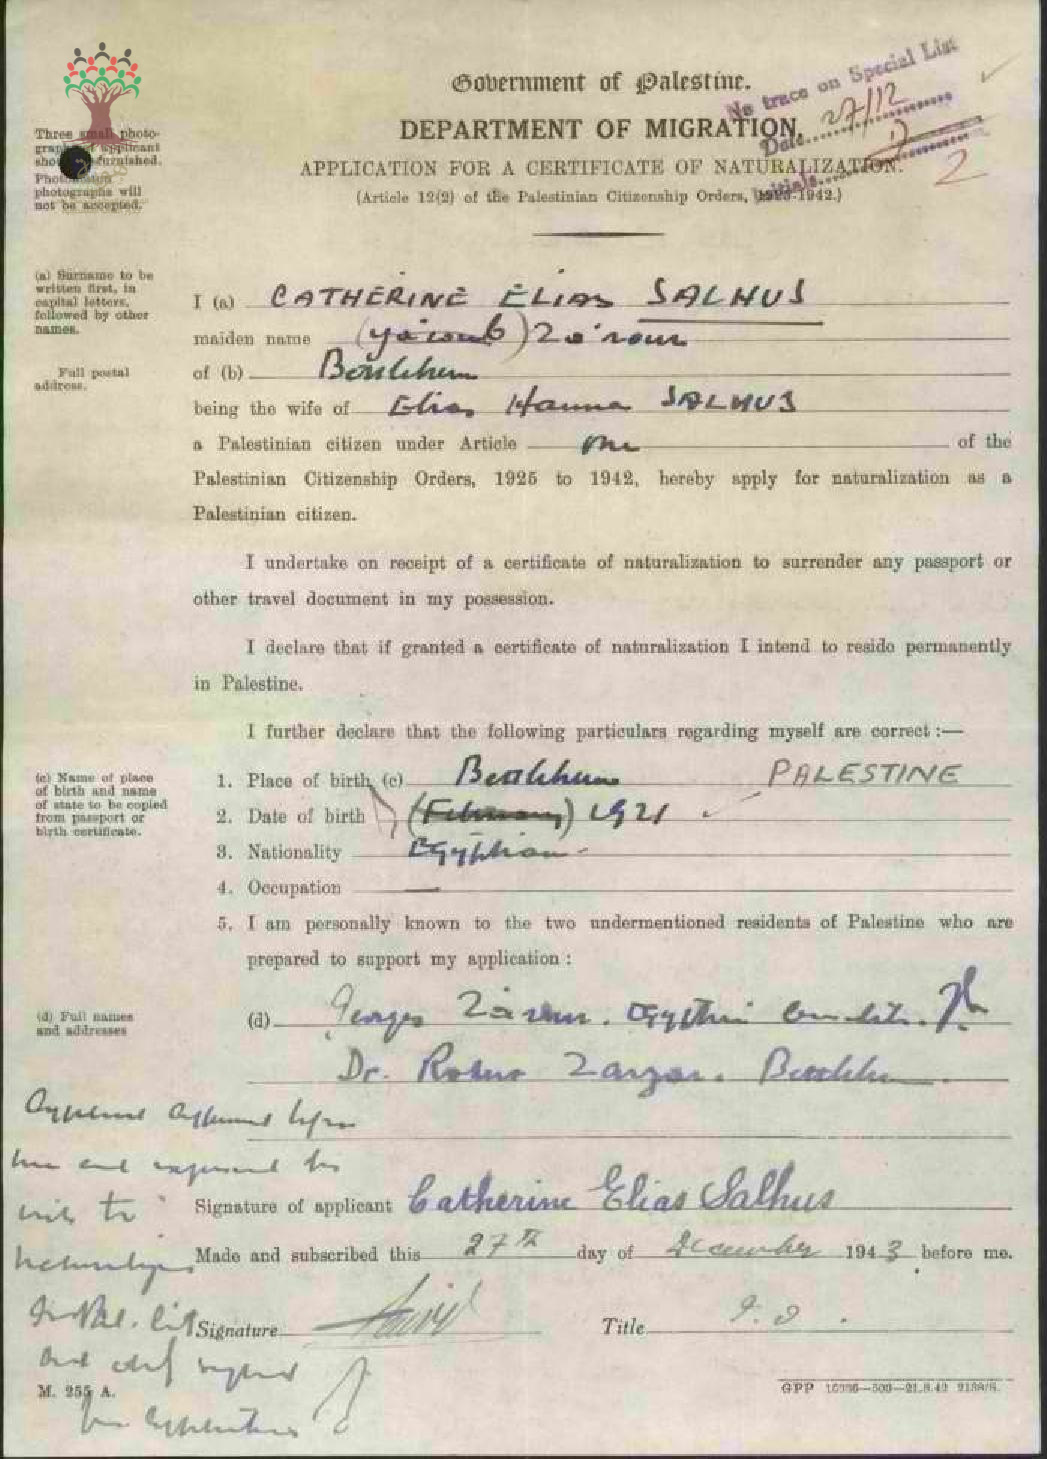 Government of Palestine.
DEPARTMENT OF MIGRATION.
APPLICATION FOR A CERTIFICATE OF NATURALIZATION.
(Article 12(2) of the Palestinian Citizenship Orders, 1925-1942.)
No trace on Special List
Date 27/12
Initials
2
Three small photographs of applicant should be furnished.
Photomaton photographs will not be accepted.
(a) Surname to be
written first, in
capital letters,
followed by other
names.
I (a) CATHERINE ELIAS SALHUS
maiden name (Ya'coub) Za'rour
Full postal
address.
of (b) Bethlehem
being the wife of Elias Hanna SALHUS
a Palestinian citizen under Article one of the
Palestinian Citizenship Orders, 1925 to 1942, hereby apply for naturalization as a
Palestinian citizen.
I undertake on receipt of a certificate of naturalization to surrender any passport or
other travel document in my possession.
I declare that if granted a certificate of naturalization I intend to reside permanently
in Palestine.
I further declare that the following particulars regarding myself are correct :—
(c) Name of place
of birth and name
of state to be copied
from passport or
birth certificate.
1. Place of birth (c) Bethlehem PALESTINE
2. Date of birth (February) 1921
3. Nationality Egyptian
4. Occupation —
5. I am personally known to the two undermentioned residents of Palestine who are
prepared to support my application :
(d) Full names
and addresses
(d) Georges Egyptian
Dr. Zarzar. Bethlehem
Signature of applicant Catherine Elias Salhus
Made and subscribed this 27th day of December 1943 before me.
Signature Title
M. 255 A.
GPP